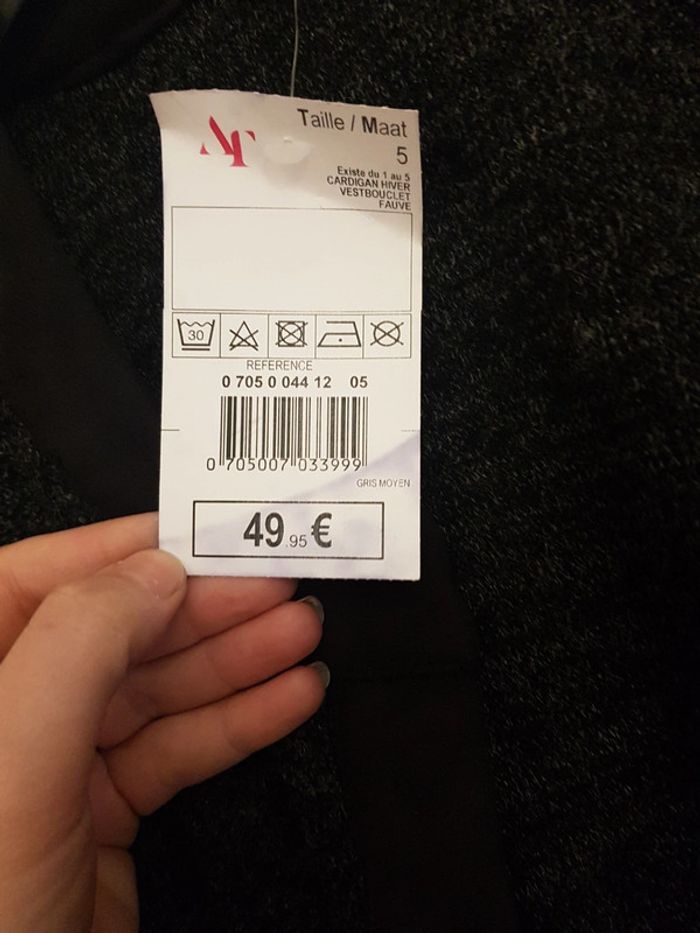 Taille / Maat
5
Existe du 1 au 5
CARDIGAN HIVER
VESTBOUCLET
FAUVE
30
REFERENCE
0 705 0 044 12 05
0 705007 033999
GRIS MOYEN
49.95 €